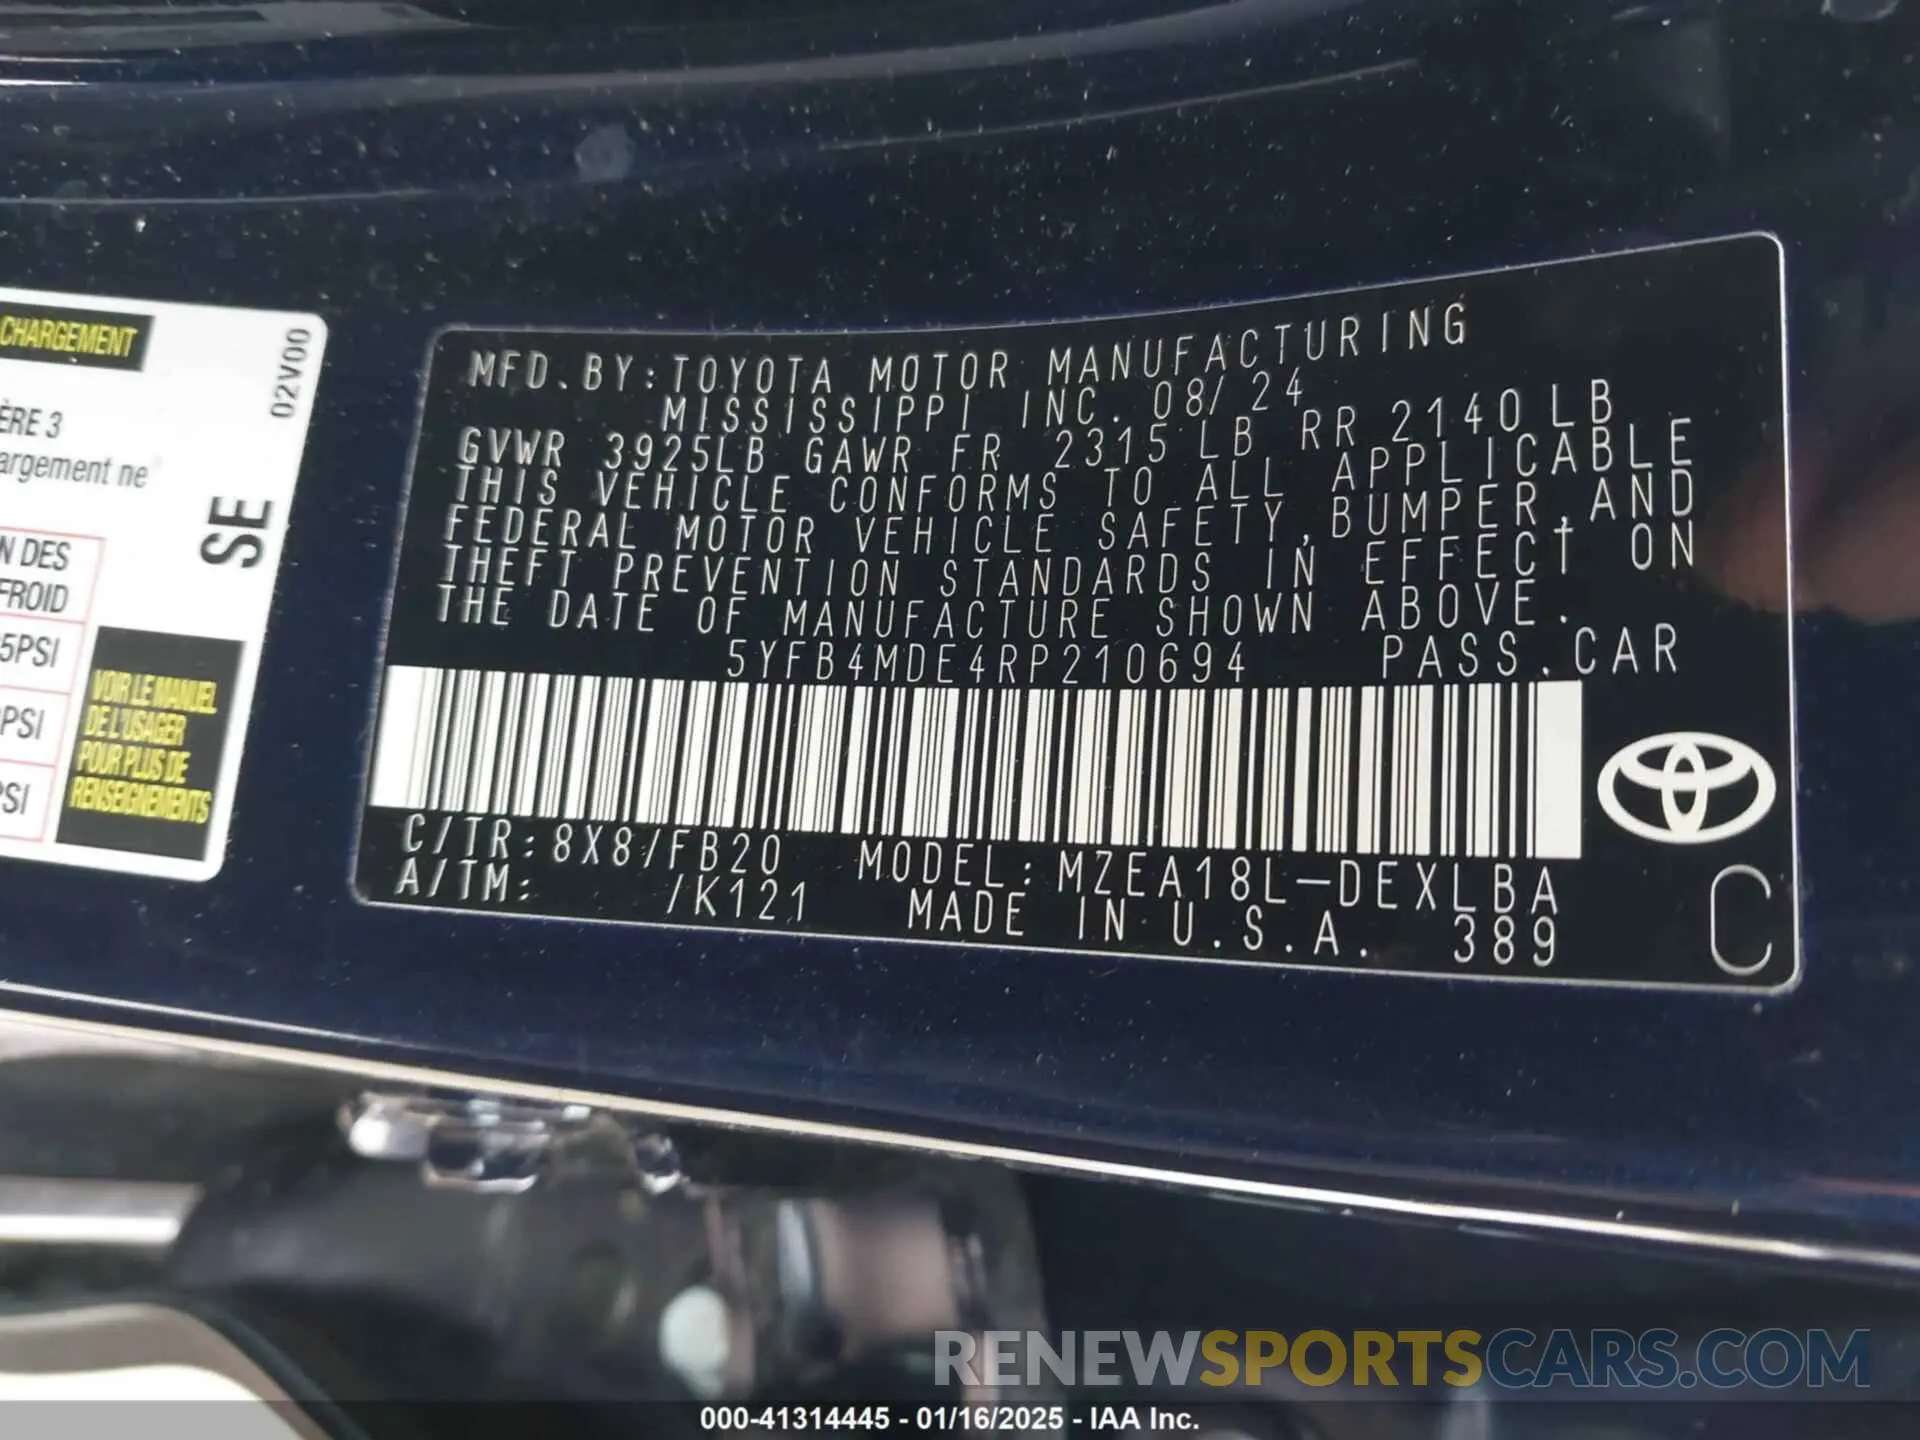 CHARGEMENT
02V00
ÈRE 3
argement ne
SE
N DES
FROID
5PSI
PSI
PSI
VOIR LE MANUEL
DE L'USAGER
POUR PLUS DE
RENSEIGNEMENTS
MFD. BY: TOYOTA MOTOR MANUFACTURING
MISSISSIPPI INC. 08/24
GVWR 3925LB GAWR FR 2315 LB RR 2140 LB
THIS VEHICLE CONFORMS TO ALL APPLICABLE
FEDERAL MOTOR VEHICLE SAFETY, BUMPER, AND
THEFT PREVENTION STANDARDS IN EFFECT ON
THE DATE OF MANUFACTURE SHOWN ABOVE.
5YFB4MDE4RP210694 PASS. CAR
C/TR: 8X8/FB20 MODEL: MZEA18L-DEXLBA
A/TM: /K121 MADE IN U.S.A. 389
C
RENEWSPORTSCARS.COM
000-41314445 - 01/16/2025 - IAA Inc.